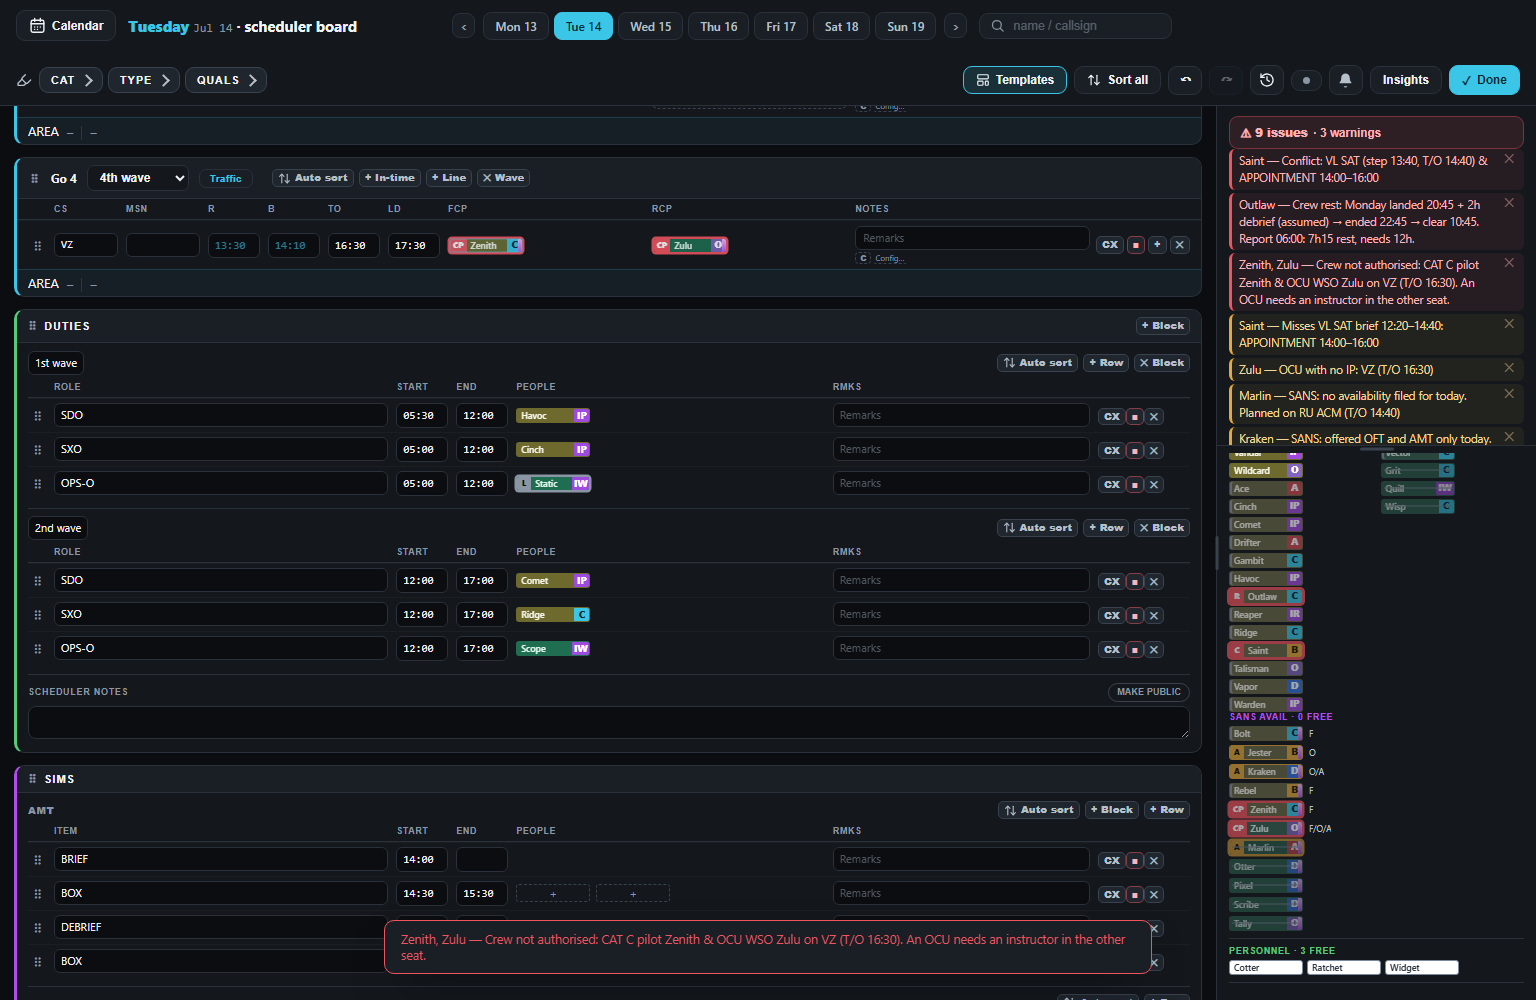 Calendar
Tuesday Jul 14 · scheduler board
‹ Mon 13 Tue 14 Wed 15 Thu 16 Fri 17 Sat 18 Sun 19 ›
name / callsign
CAT TYPE QUALS
Templates Sort all Insights ✓ Done
C Config...
AREA – –
Go 4 4th wave Traffic Auto sort + In-time + Line ✕ Wave
CS MSN R B TO LD FCP RCP NOTES
VZ 13:30 14:10 16:30 17:30 CP Zenith C CP Zulu O Remarks CX + ✕
C Config...
AREA – –
DUTIES + Block
1st wave Auto sort + Row ✕ Block
ROLE START END PEOPLE RMKS
SDO 05:30 12:00 Havoc IP Remarks CX ✕
SXO 05:00 12:00 Cinch IP Remarks CX ✕
OPS-O 05:00 12:00 L Static IW Remarks CX ✕
2nd wave Auto sort + Row ✕ Block
ROLE START END PEOPLE RMKS
SDO 12:00 17:00 Comet IP Remarks CX ✕
SXO 12:00 17:00 Ridge C Remarks CX ✕
OPS-O 12:00 17:00 Scope IW Remarks CX ✕
SCHEDULER NOTES MAKE PUBLIC
SIMS
AMT Auto sort + Block + Row
ITEM START END PEOPLE RMKS
BRIEF 14:00 Remarks CX ✕
BOX 14:30 15:30 + + Remarks CX ✕
DEBRIEF ✕
BOX ✕
Zenith, Zulu — Crew not authorised: CAT C pilot Zenith & OCU WSO Zulu on VZ (T/O 16:30). An OCU needs an instructor in the other
seat.
⚠ 9 issues · 3 warnings
Saint — Conflict: VL SAT (step 13:40, T/O 14:40) &
APPOINTMENT 14:00–16:00
Outlaw — Crew rest: Monday landed 20:45 + 2h
debrief (assumed) → ended 22:45 → clear 10:45.
Report 06:00: 7h15 rest, needs 12h.
Zenith, Zulu — Crew not authorised: CAT C pilot
Zenith & OCU WSO Zulu on VZ (T/O 16:30). An
OCU needs an instructor in the other seat.
Saint — Misses VL SAT brief 12:20–14:40:
APPOINTMENT 14:00–16:00
Zulu — OCU with no IP: VZ (T/O 16:30)
Marlin — SANS: no availability filed for today.
Planned on RU ACM (T/O 14:40)
Kraken — SANS: offered OFT and AMT only today.
Vandal Vector
Wildcard O Grit C
Ace A Quill IW
Cinch IP Wisp C
Comet IP
Drifter A
Gambit C
Havoc IP
R Outlaw C
Reaper IR
Ridge C
C Saint B
Talisman O
Vapor D
Warden IP
SANS AVAIL · 0 FREE
Bolt C F
A Jester B O
A Kraken D O/A
Rebel B F
CP Zenith C F
CP Zulu O F/O/A
A Marlin A
Otter D
Pixel D
Scribe D
Tally O
PERSONNEL · 3 FREE
Cotter Ratchet Widget